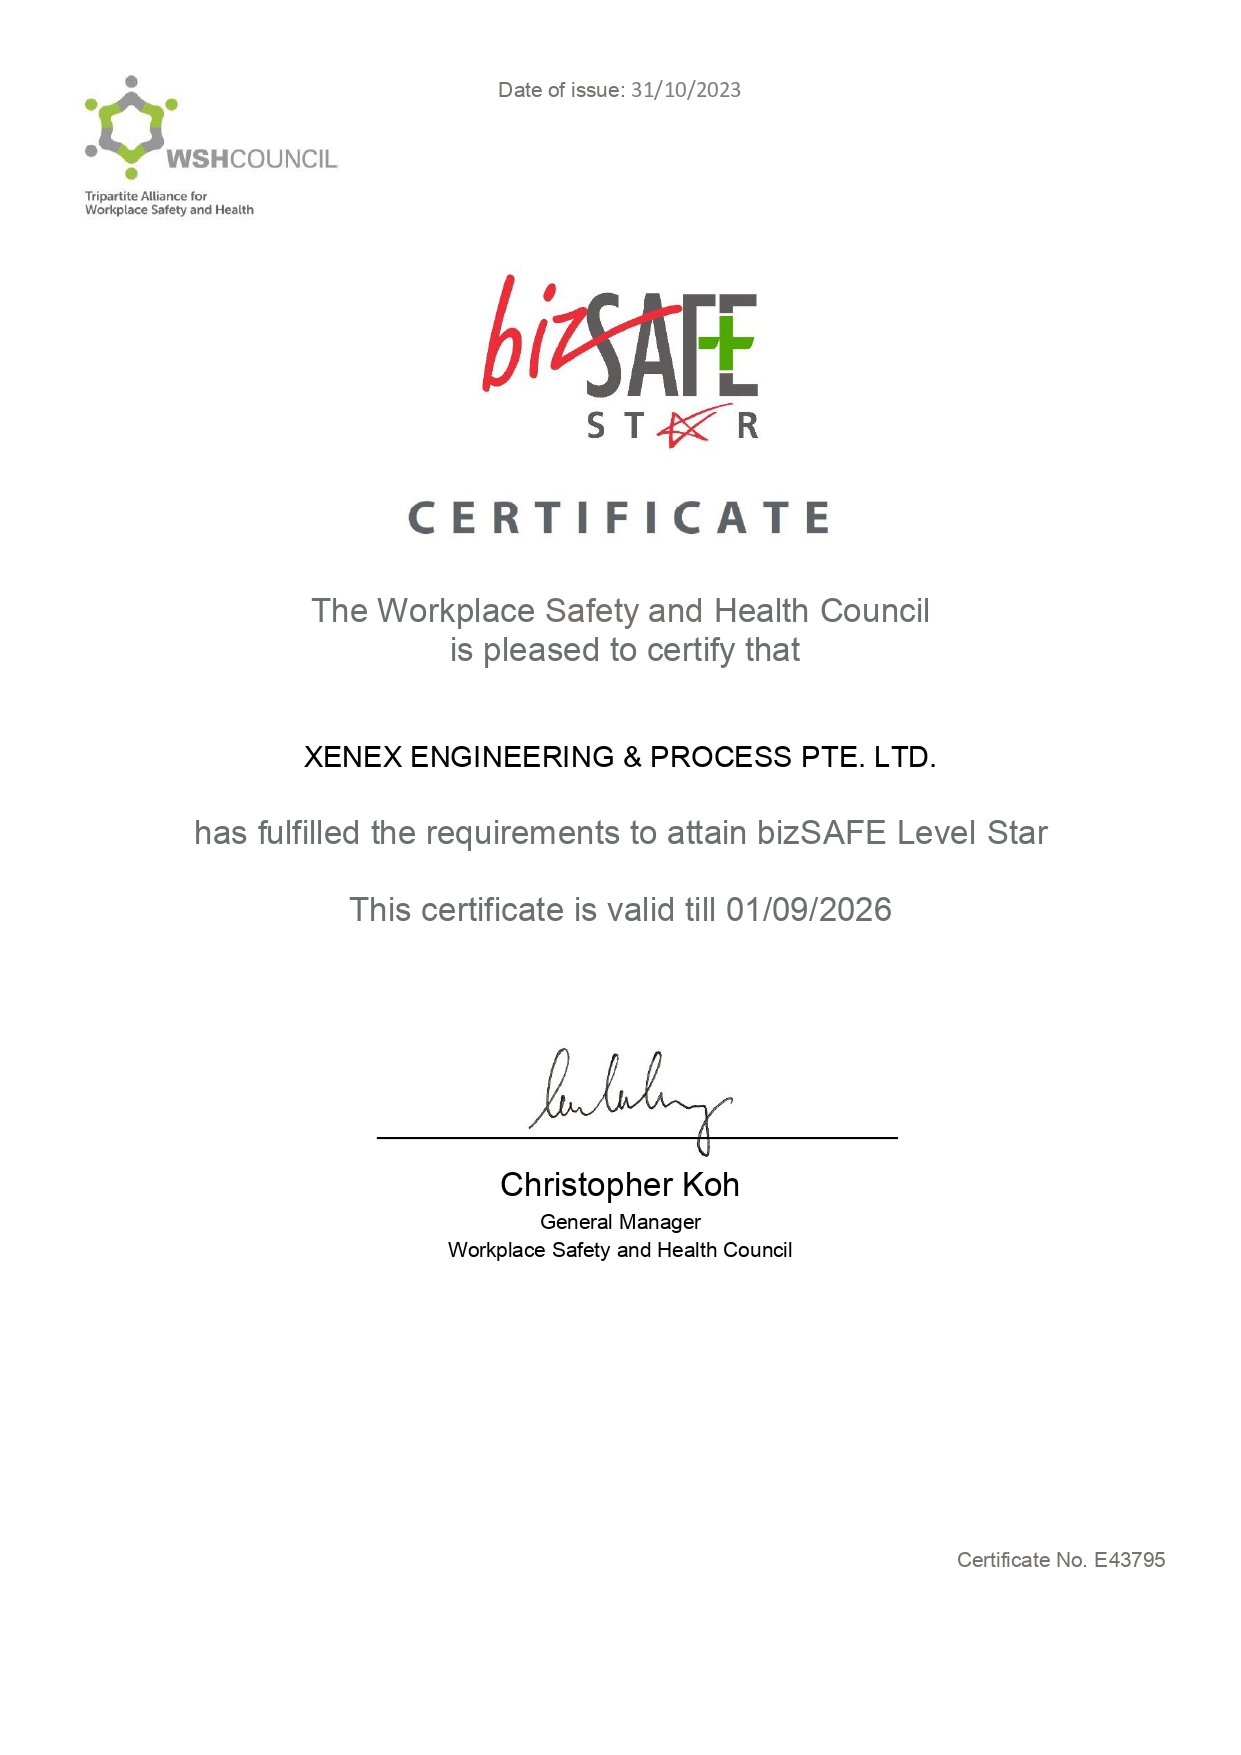 Date of issue: 31/10/2023
WSHCOUNCIL
Tripartite Alliance for
Workplace Safety and Health
bizSAFE
STAR
CERTIFICATE
The Workplace Safety and Health Council
is pleased to certify that
XENEX ENGINEERING & PROCESS PTE. LTD.
has fulfilled the requirements to attain bizSAFE Level Star
This certificate is valid till 01/09/2026
Christopher Koh
General Manager
Workplace Safety and Health Council
Certificate No. E43795